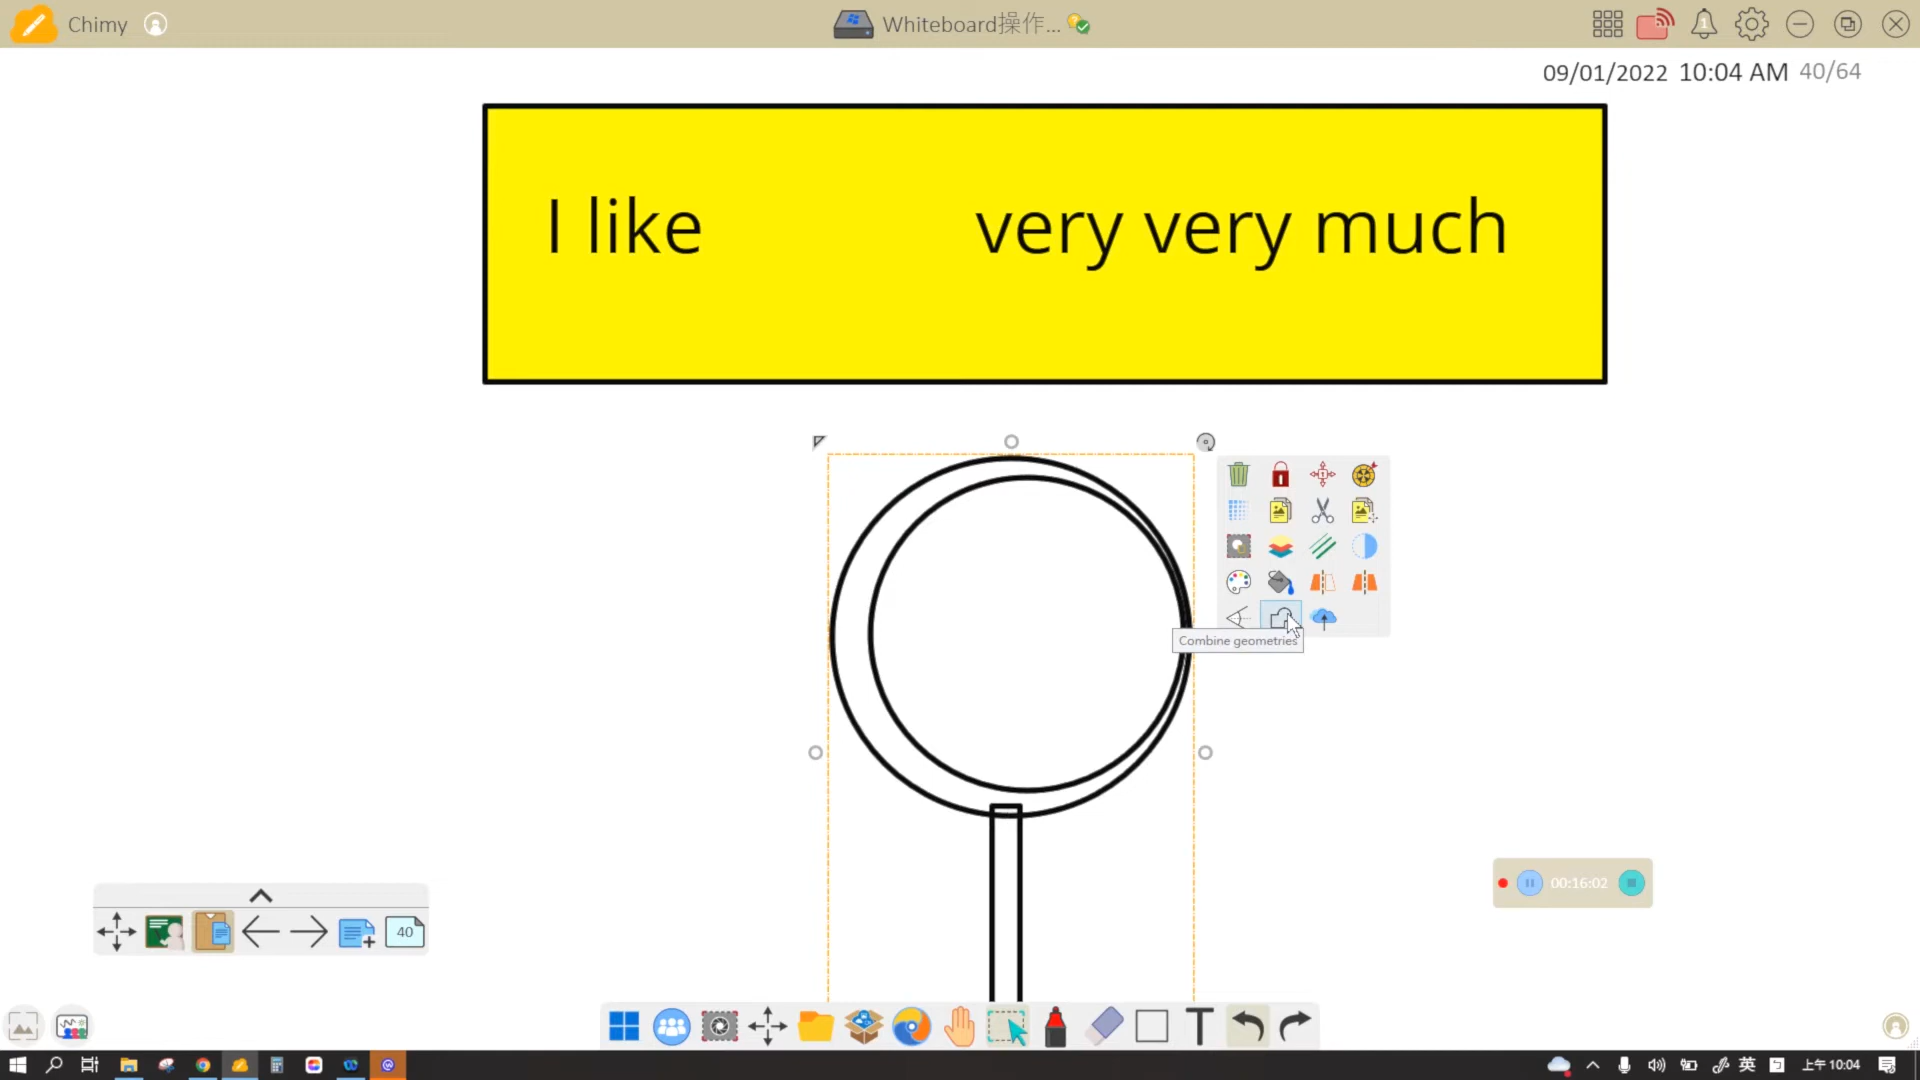 Chimy
Whiteboard操作...
09/01/2022 10:04 AM 40/64
I like very very much
Combine geometries
00:16:02
40
T
英
上午 10:04